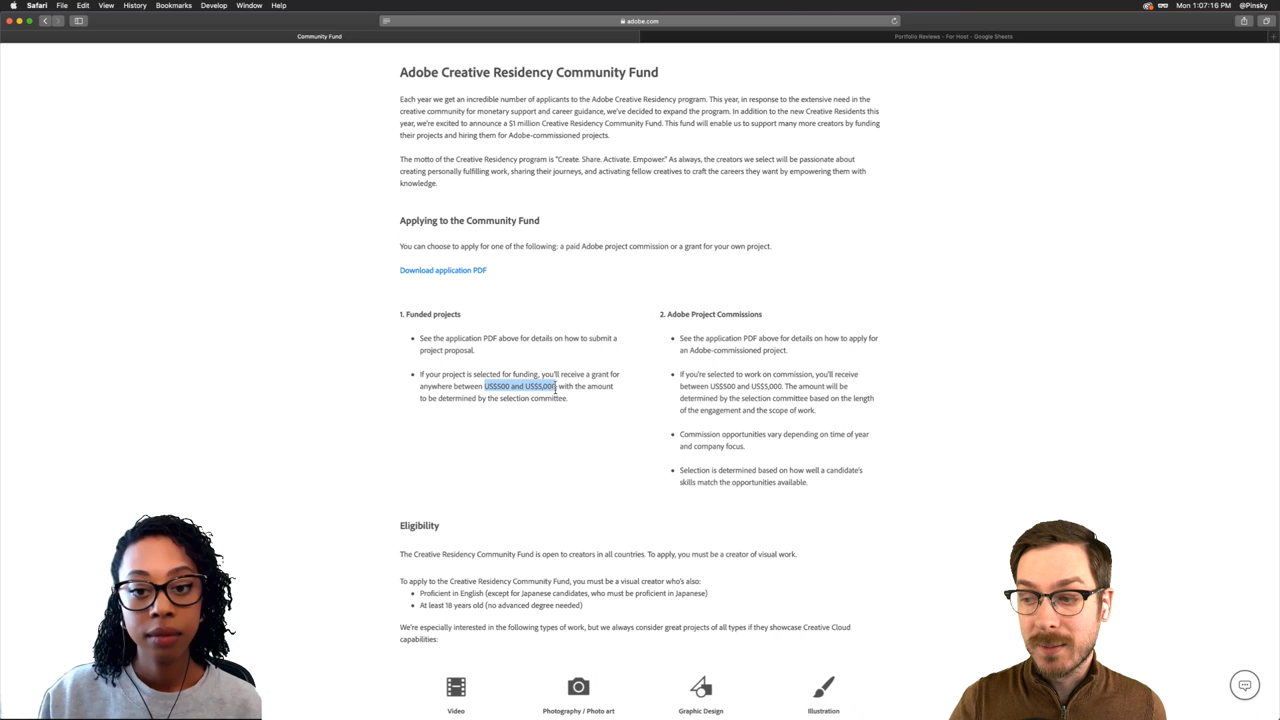 Safari File Edit View History Bookmarks Develop Window Help
Mon 1:07:16 PM @Pinsky
adobe.com
Community Fund
Portfolio Reviews - For Host - Google Sheets
Adobe Creative Residency Community Fund
Each year we get an incredible number of applicants to the Adobe Creative Residency program. This year, in response to the extensive need in the
creative community for monetary support and career guidance, we've decided to expand the program. In addition to the new Creative Residents this
year, we're excited to announce a $1 million Creative Residency Community Fund. This fund will enable us to support many more creators by funding
their projects and hiring them for Adobe-commissioned projects.
The motto of the Creative Residency program is "Create. Share. Activate. Empower." As always, the creators we select will be passionate about
creating personally fulfilling work, sharing their journeys, and activating fellow creatives to craft the careers they want by empowering them with
knowledge.
Applying to the Community Fund
You can choose to apply for one of the following: a paid Adobe project commission or a grant for your own project.
Download application PDF
1. Funded projects
• See the application PDF above for details on how to submit a
project proposal.
• If your project is selected for funding, you'll receive a grant for
anywhere between US$500 and US$5,000 with the amount
to be determined by the selection committee.
2. Adobe Project Commissions
• See the application PDF above for details on how to apply for
an Adobe-commissioned project.
• If you're selected to work on commission, you'll receive
between US$500 and US$5,000. The amount will be
determined by the selection committee based on the length
of the engagement and the scope of work.
• Commission opportunities vary depending on time of year
and company focus.
• Selection is determined based on how well a candidate's
skills match the opportunities available.
Eligibility
The Creative Residency Community Fund is open to creators in all countries. To apply, you must be a creator of visual work.
To apply to the Creative Residency Community Fund, you must be a visual creator who's also:
• Proficient in English (except for Japanese candidates, who must be proficient in Japanese)
• At least 18 years old (no advanced degree needed)
We're especially interested in the following types of work, but we always consider great projects of all types if they showcase Creative Cloud
capabilities:
Video
Photography / Photo art
Graphic Design
Illustration